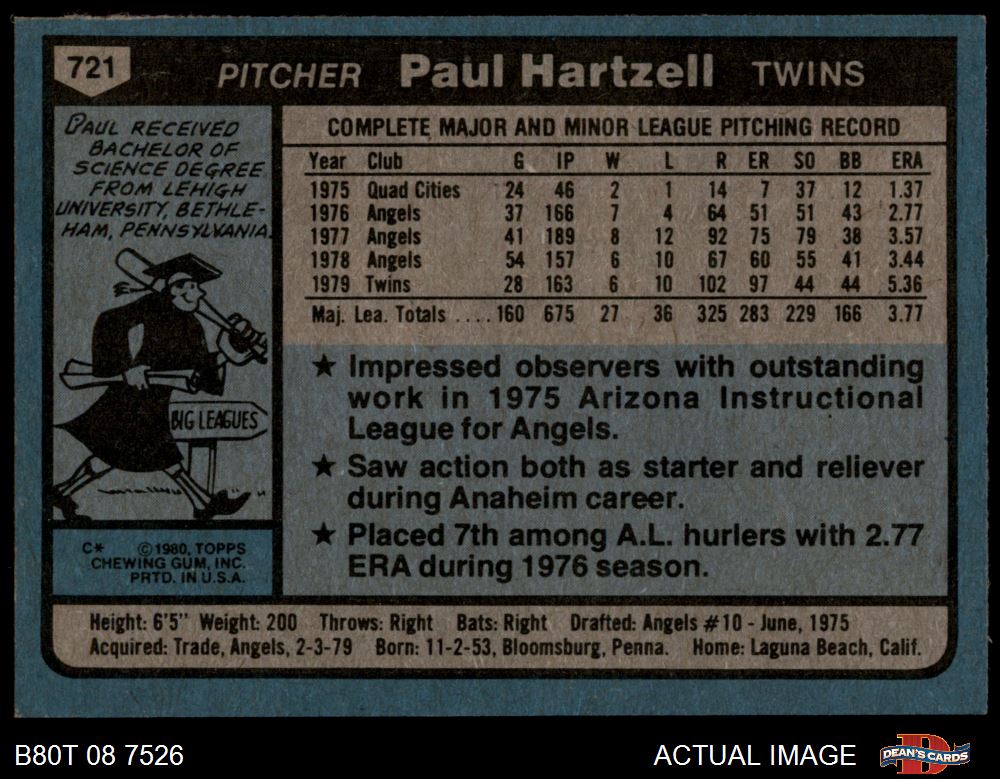 721 PITCHER Paul Hartzell TWINS
PAUL RECEIVED
BACHELOR OF
SCIENCE DEGREE
FROM LEHIGH
UNIVERSITY, BETHLE-
HAM, PENNSYLVANIA.
BIG LEAGUES
C* ©1980, TOPPS
CHEWING GUM, INC.
PRTD. IN U.S.A.
COMPLETE MAJOR AND MINOR LEAGUE PITCHING RECORD
Year Club G IP W L R ER SO BB ERA
1975 Quad Cities 24 46 2 1 14 7 37 12 1.37
1976 Angels 37 166 7 4 64 51 51 43 2.77
1977 Angels 41 189 8 12 92 75 79 38 3.57
1978 Angels 54 157 6 10 67 60 55 41 3.44
1979 Twins 28 163 6 10 102 97 44 44 5.36
Maj. Lea. Totals .... 160 675 27 36 325 283 229 166 3.77
★ Impressed observers with outstanding
work in 1975 Arizona Instructional
League for Angels.
★ Saw action both as starter and reliever
during Anaheim career.
★ Placed 7th among A.L. hurlers with 2.77
ERA during 1976 season.
Height: 6'5" Weight: 200 Throws: Right Bats: Right Drafted: Angels #10 - June, 1975
Acquired: Trade, Angels, 2-3-79 Born: 11-2-53, Bloomsburg, Penna. Home: Laguna Beach, Calif.
B80T 08 7526 ACTUAL IMAGE DEAN'S CARDS